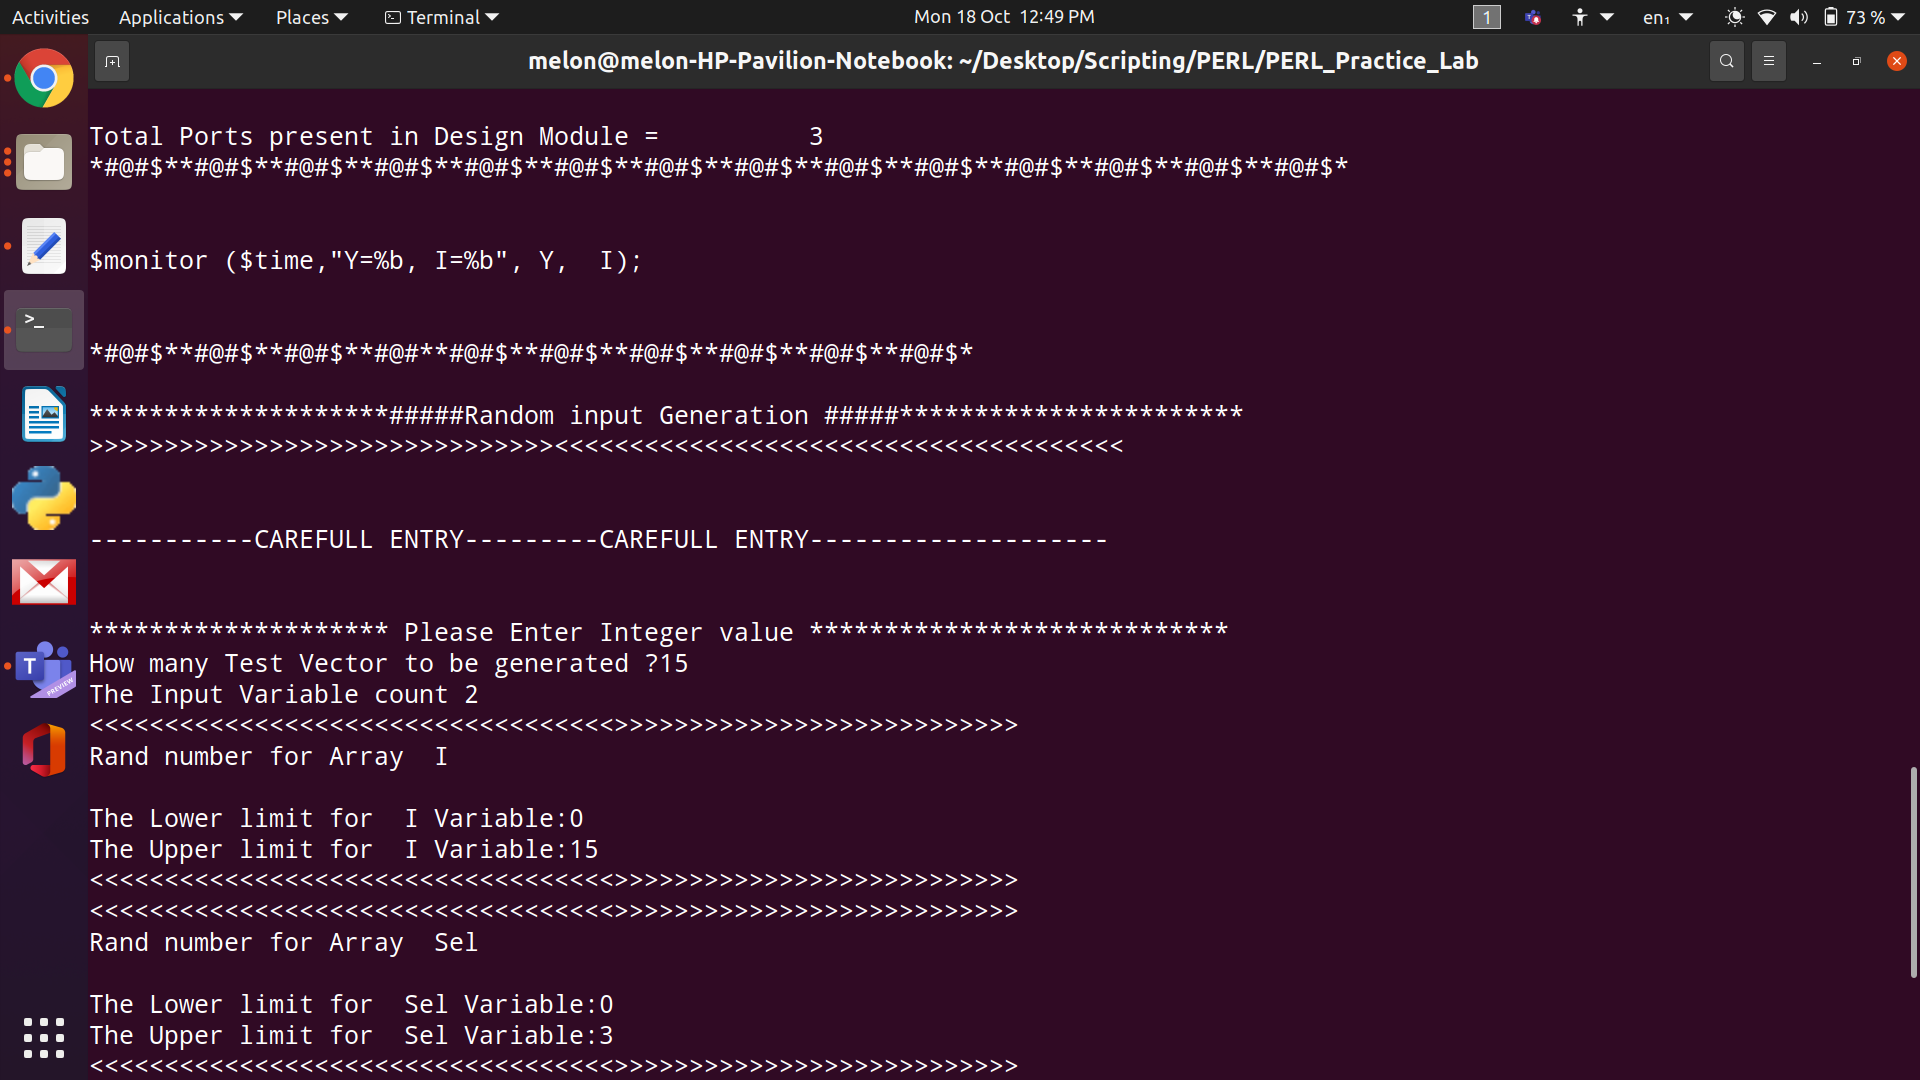 Activities Applications Places Terminal Mon 18 Oct 12:49 PM 1 en₁ 73 %
melon@melon-HP-Pavilion-Notebook: ~/Desktop/Scripting/PERL/PERL_Practice_Lab
Total Ports present in Design Module = 3
*#@#$**#@#$**#@#$**#@#$**#@#$**#@#$**#@#$**#@#$**#@#$**#@#$**#@#$**#@#$**#@#$**#@#$*
$monitor ($time,"Y=%b, I=%b", Y,  I);
*#@#$**#@#$**#@#$**#@#**#@#$**#@#$**#@#$**#@#$**#@#$**#@#$*
********************#####Random input Generation #####***********************
>>>>>>>>>>>>>>>>>>>>>>>>>>>>>>><<<<<<<<<<<<<<<<<<<<<<<<<<<<<<<<<<<<<<
-----------CAREFULL ENTRY---------CAREFULL ENTRY--------------------
******************** Please Enter Integer value ****************************
How many Test Vector to be generated ?15
The Input Variable count 2
<<<<<<<<<<<<<<<<<<<<<<<<<<<<<<<<<<<>>>>>>>>>>>>>>>>>>>>>>>>>>>
Rand number for Array  I
The Lower limit for  I Variable:0
The Upper limit for  I Variable:15
<<<<<<<<<<<<<<<<<<<<<<<<<<<<<<<<<<<>>>>>>>>>>>>>>>>>>>>>>>>>>>
<<<<<<<<<<<<<<<<<<<<<<<<<<<<<<<<<<<>>>>>>>>>>>>>>>>>>>>>>>>>>>
Rand number for Array  Sel
The Lower limit for  Sel Variable:0
The Upper limit for  Sel Variable:3
<<<<<<<<<<<<<<<<<<<<<<<<<<<<<<<<<<<>>>>>>>>>>>>>>>>>>>>>>>>>>>
>_
T
PREVIEW